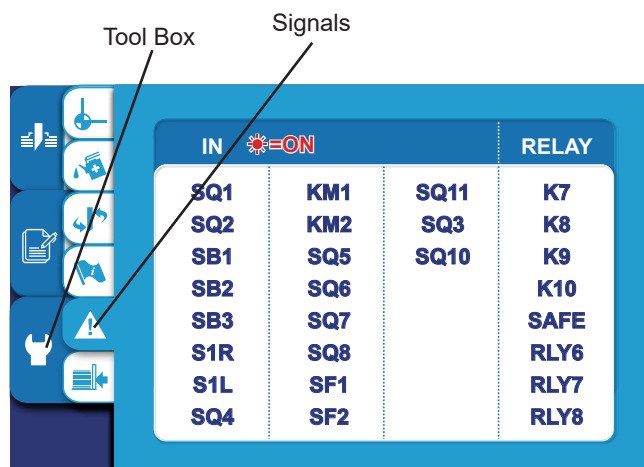 Tool Box
Signals
IN =ON RELAY
SQ1 KM1 SQ11 K7
SQ2 KM2 SQ3 K8
SB1 SQ5 SQ10 K9
SB2 SQ6 K10
SB3 SQ7 SAFE
S1R SQ8 RLY6
S1L SF1 RLY7
SQ4 SF2 RLY8